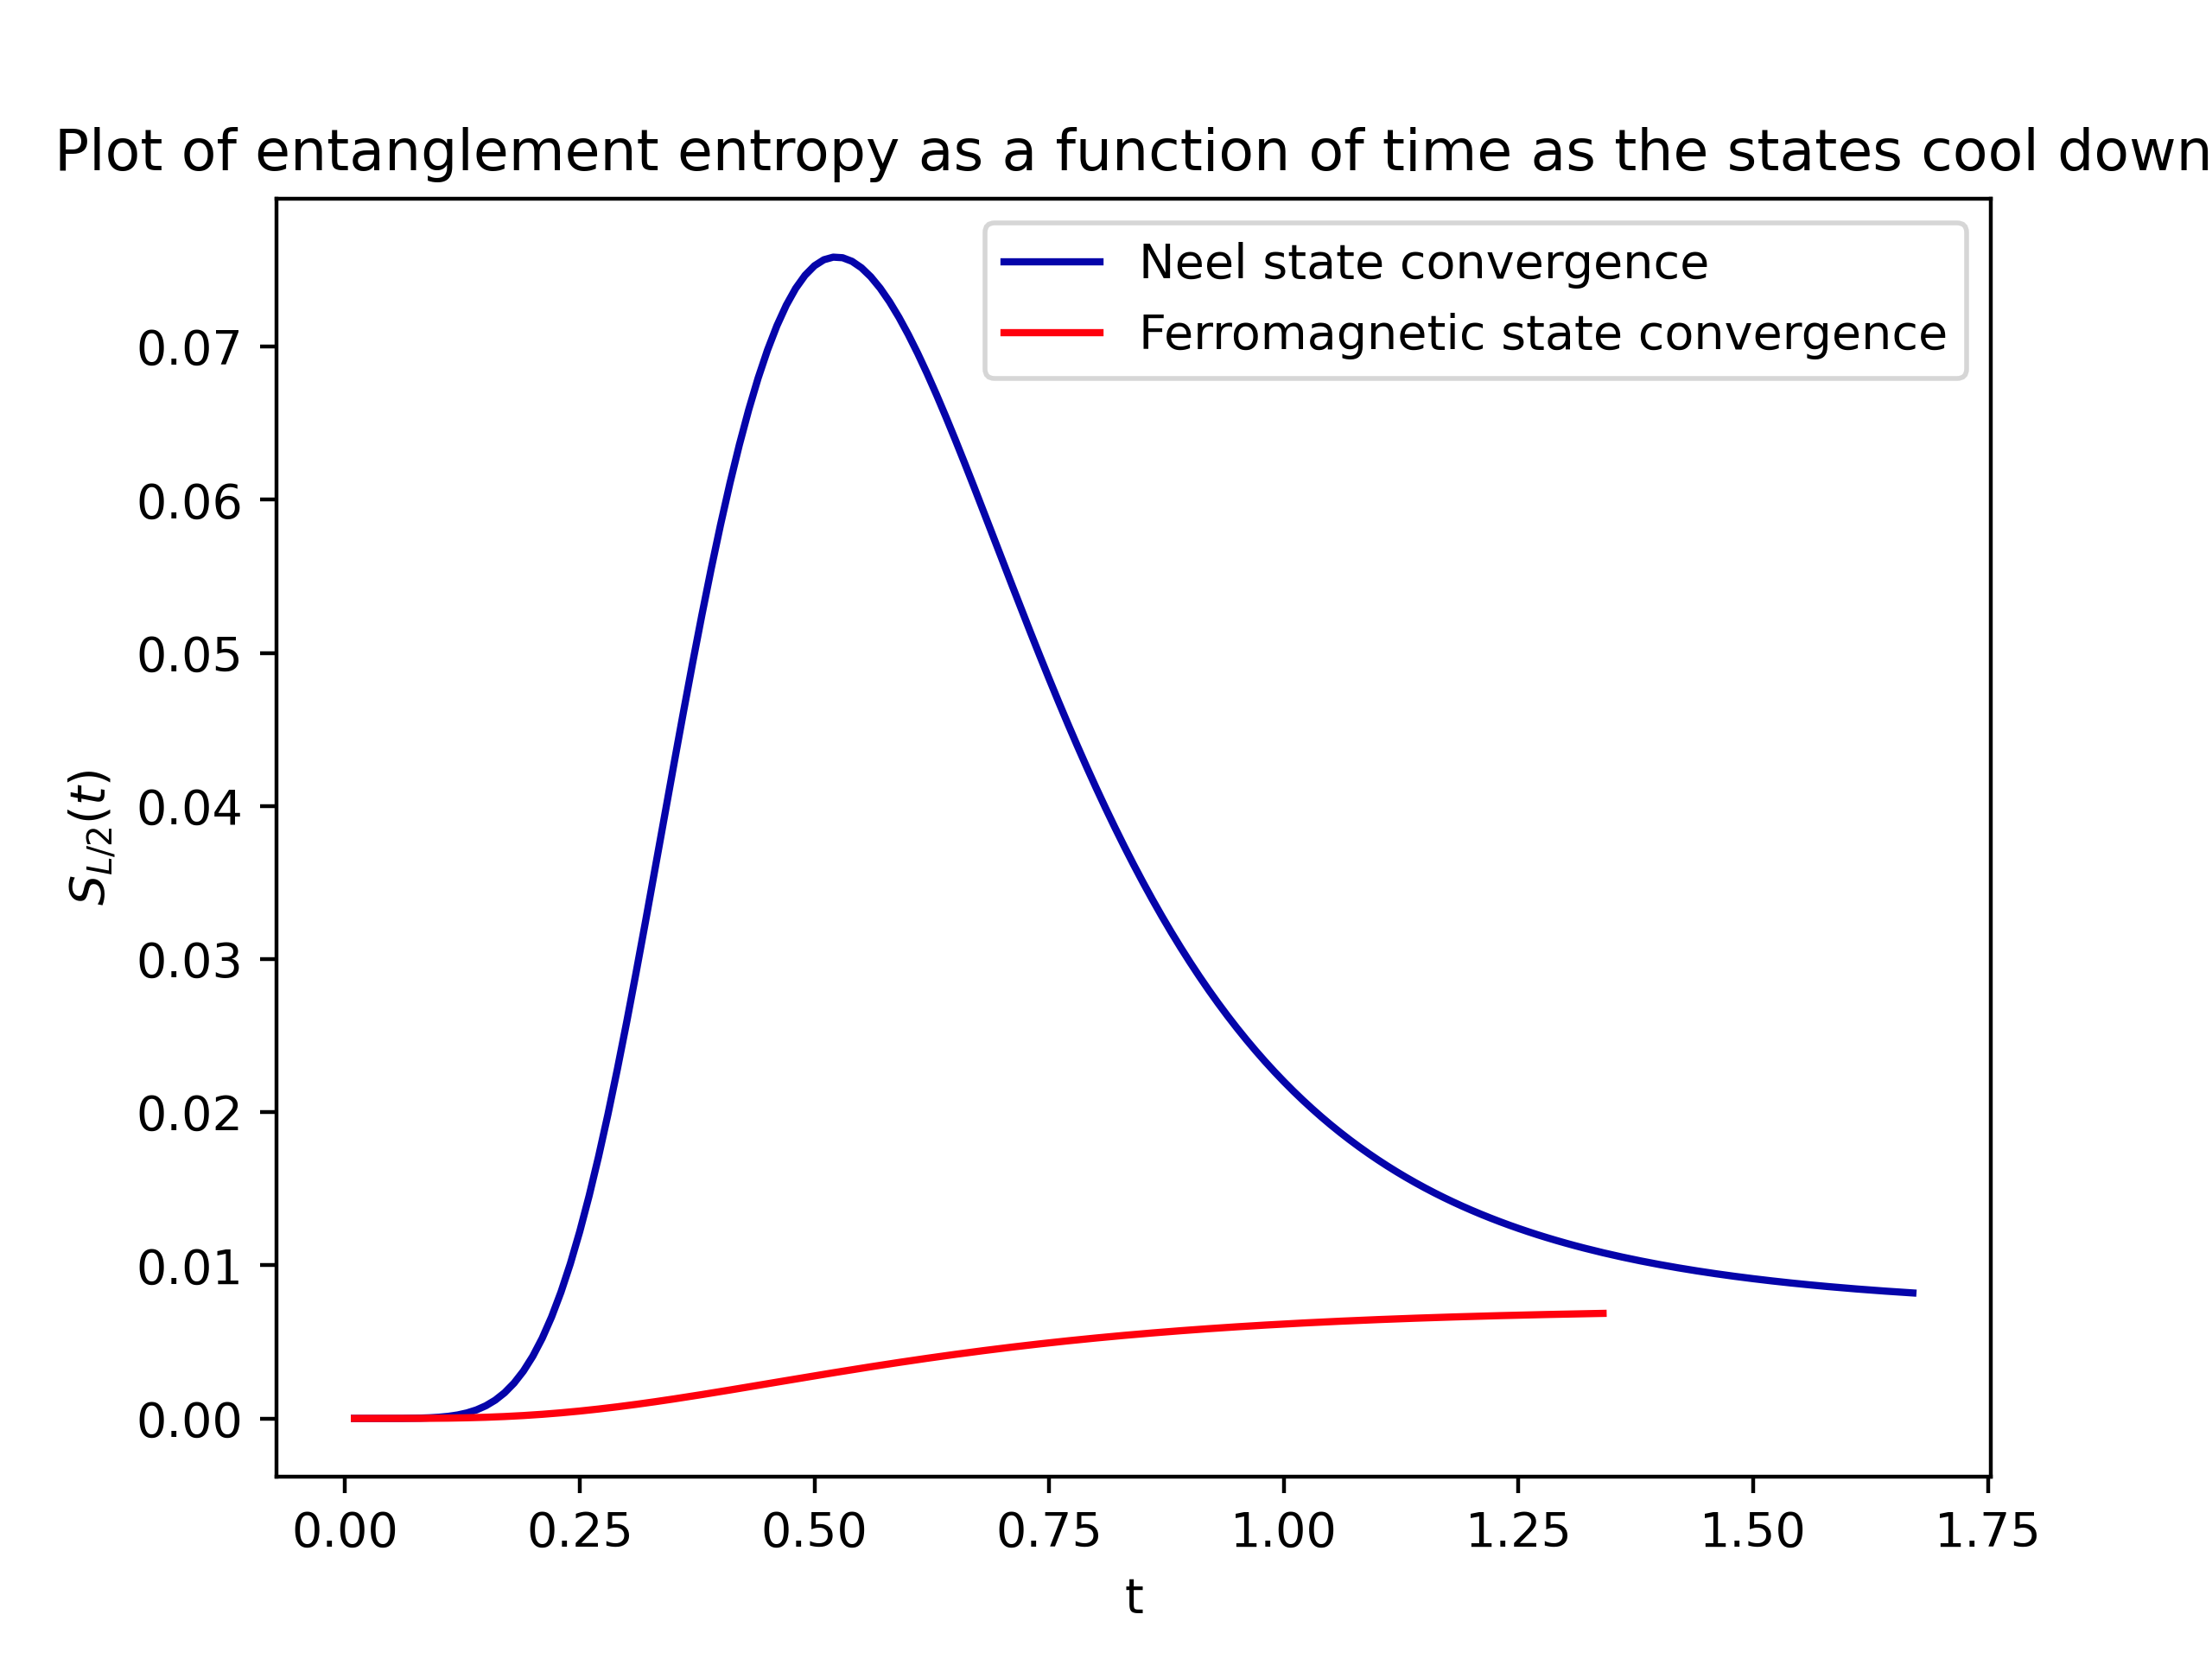 Plot of entanglement entropy as a function of time as the states cool down
Neel state convergence
Ferromagnetic state convergence
0.07
0.06
0.05
0.04
0.03
0.02
0.01
0.00
S_{L/2}(t)
0.00 0.25 0.50 0.75 1.00 1.25 1.50 1.75
t